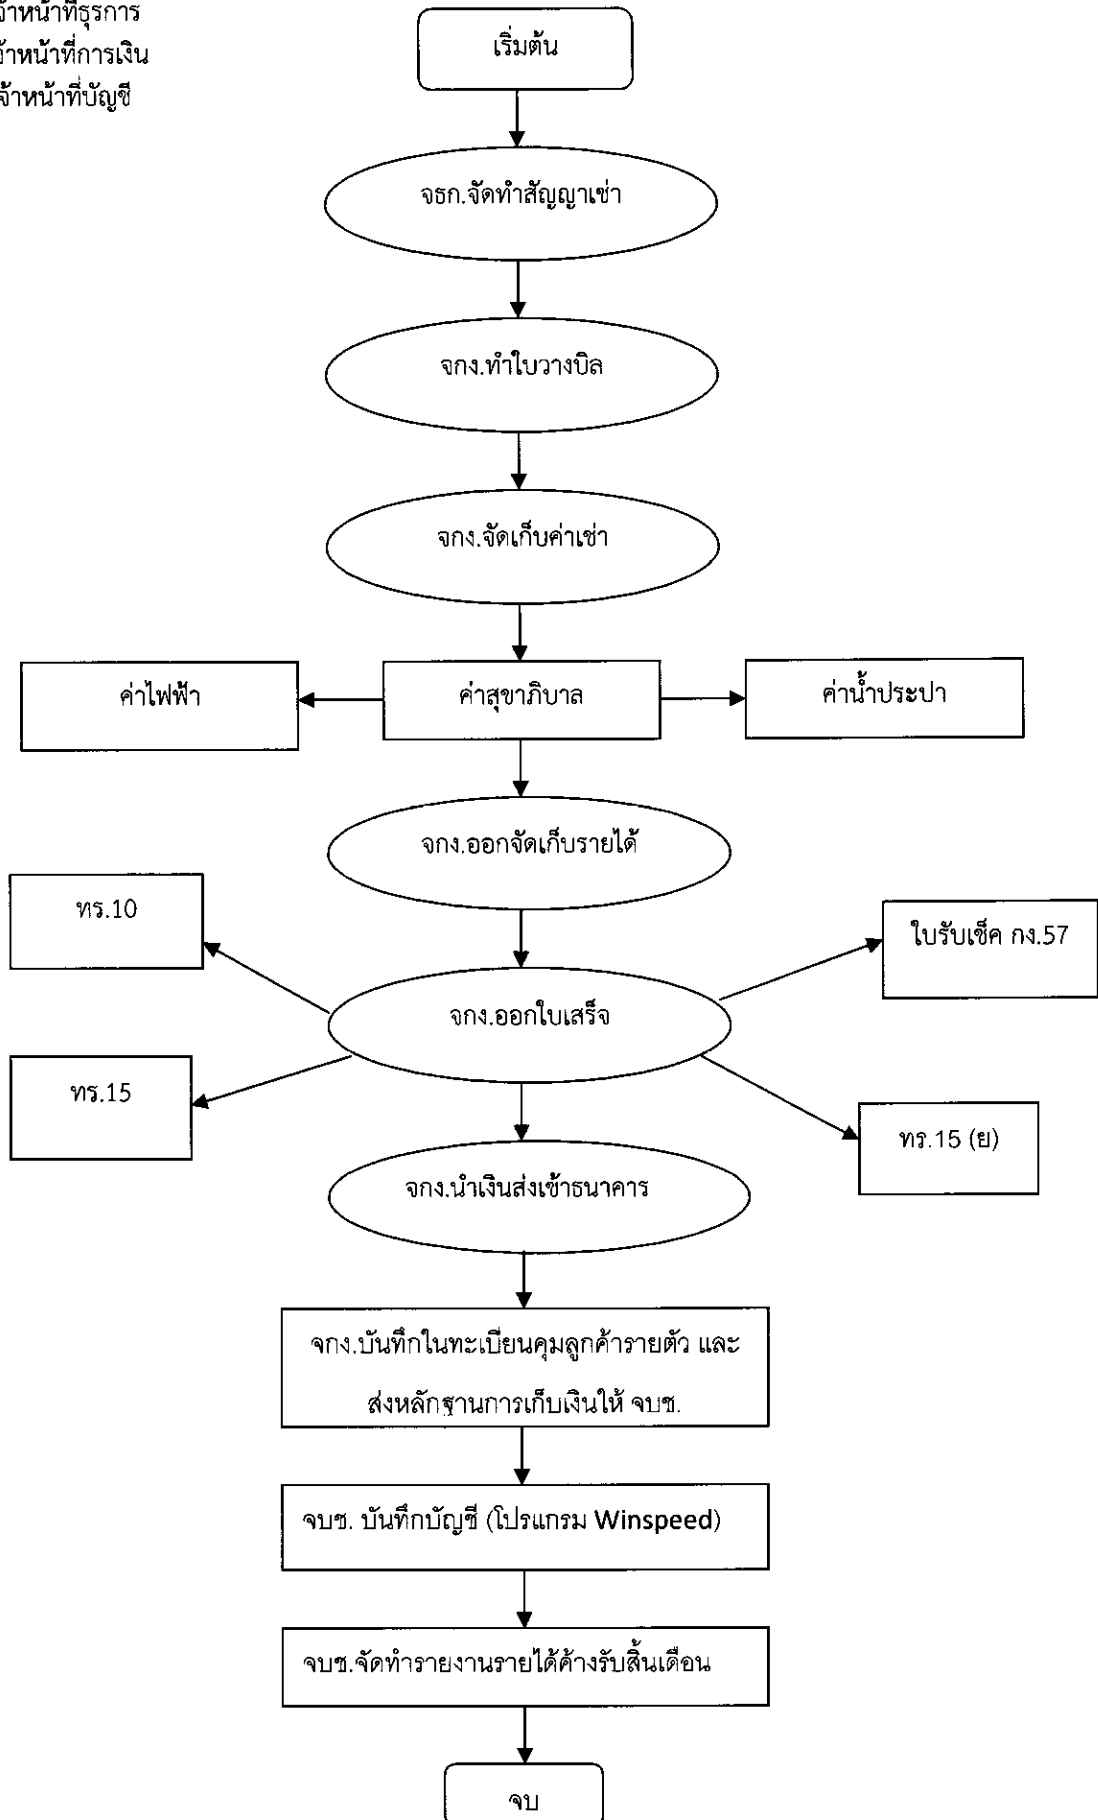 จ้าหน้าที่ธุรการ
จ้าหน้าที่การเงิน
จ้าหน้าที่บัญชี
เริ่มต้น
จธก.จัดทำสัญญาเช่า
จกง.ทำใบวางบิล
จกง.จัดเก็บค่าเช่า
ค่าไฟฟ้า
ค่าสุขาภิบาล
ค่าน้ำประปา
จกง.ออกจัดเก็บรายได้
ทร.10
ใบรับเช็ค กง.57
จกง.ออกใบเสร็จ
ทร.15
ทร.15 (ย)
จกง.นำเงินส่งเข้าธนาคาร
จกง.บันทึกในทะเบียนคุมลูกค้ารายตัว และ
ส่งหลักฐานการเก็บเงินให้ จบช.
จบช. บันทึกบัญชี (โปรแกรม Winspeed)
จบช.จัดทำรายงานรายได้ค้างรับสิ้นเดือน
จบ